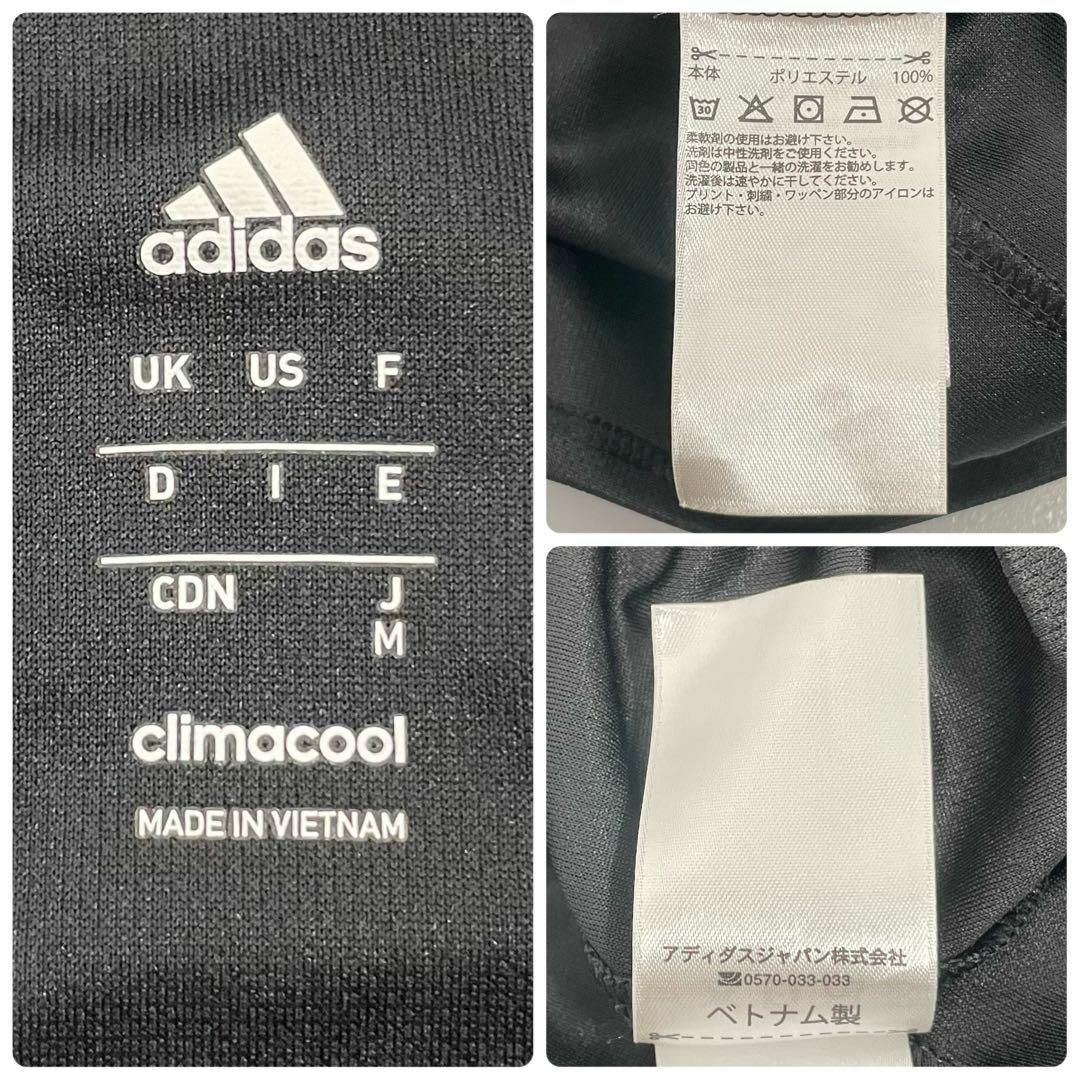 adidas
UK US F
D I E
CDN J
M
climacool
MADE IN VIETNAM
本体 ポリエステル 100%
30
柔軟剤の使用はお避け下さい。
洗剤は中性洗剤をご使用ください。
同色の製品と一緒の洗濯をお勧めします。
洗濯後は速やかに干してください。
プリント・刺繍・ワッペン部分のアイロンは
お避け下さい。
アディダスジャパン株式会社
0570-033-033
ベトナム製